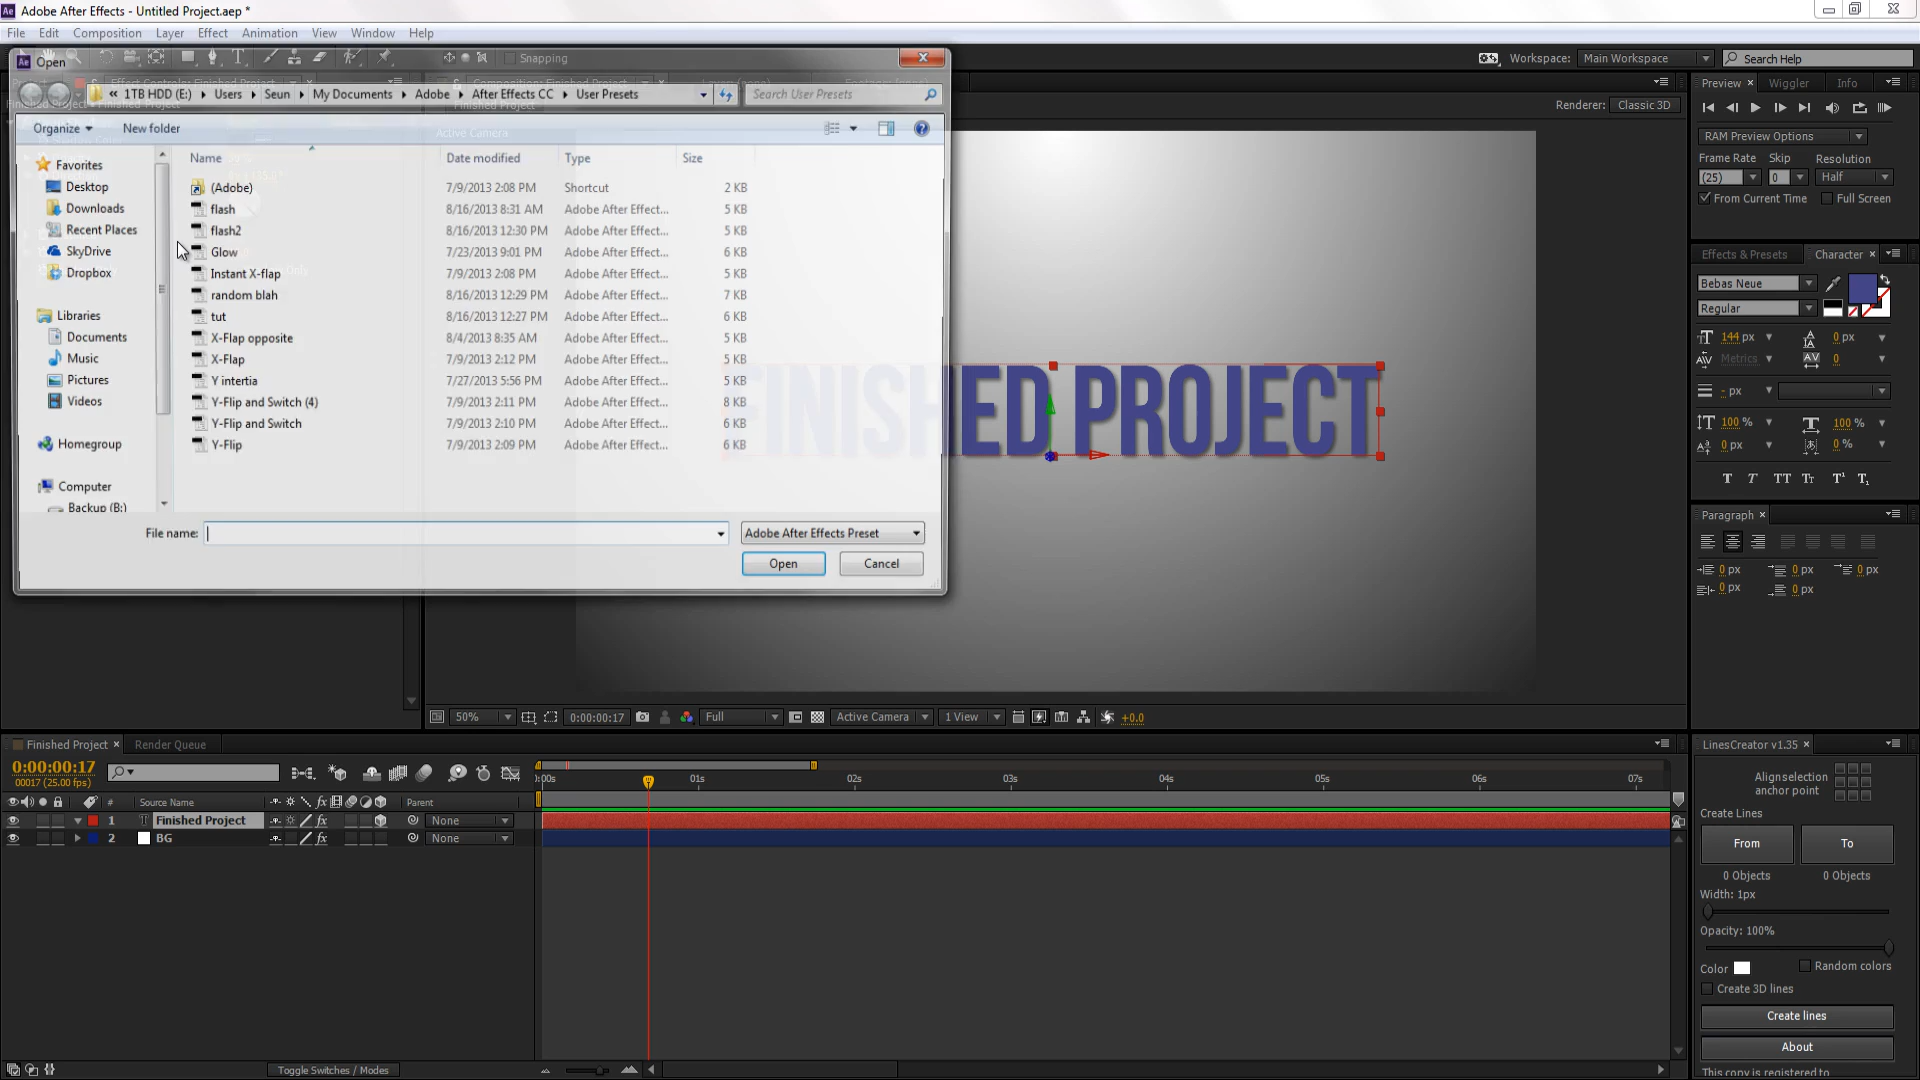 Adobe After Effects - Untitled Project.aep *
File Edit Composition Layer Effect Animation View Window Help
Open
Snapping
Workspace: Main Workspace
Search Help
1TB HDD (E:) Users Seun My Documents Adobe After Effects CC User Presets
Search User Presets
Organize New folder
Active Camera
Name Date modified Type Size
Favorites
Desktop
Downloads
Recent Places
SkyDrive
Dropbox
Libraries
Documents
Music
Pictures
Videos
Homegroup
Computer
Backup (B:)
(Adobe) 7/9/2013 2:08 PM Shortcut 2 KB
flash 8/16/2013 8:31 AM Adobe After Effect... 5 KB
flash2 8/16/2013 12:30 PM Adobe After Effect... 5 KB
Glow 7/23/2013 9:01 PM Adobe After Effect... 6 KB
Instant X-flap 7/9/2013 2:08 PM Adobe After Effect... 5 KB
random blah 8/16/2013 12:29 PM Adobe After Effect... 7 KB
tut 8/16/2013 12:27 PM Adobe After Effect... 6 KB
X-Flap opposite 8/4/2013 8:35 AM Adobe After Effect... 5 KB
X-Flap 7/9/2013 2:12 PM Adobe After Effect... 5 KB
Y intertia 7/27/2013 5:56 PM Adobe After Effect... 5 KB
Y-Flip and Switch (4) 7/9/2013 2:11 PM Adobe After Effect... 8 KB
Y-Flip and Switch 7/9/2013 2:10 PM Adobe After Effect... 6 KB
Y-Flip 7/9/2013 2:09 PM Adobe After Effect... 6 KB
File name:
Adobe After Effects Preset
Open Cancel
Renderer: Classic 3D
FINISHED PROJECT
50% 0:00:00:17 Full Active Camera 1 View +0.0
Preview Wiggler Info
RAM Preview Options
Frame Rate Skip Resolution
(25) 0 Half
From Current Time Full Screen
Effects & Presets Character
Bebas Neue
Regular
144 px 0 px
Metrics 0
- px
100 % 100 %
0 px 0 %
T T TT Tr T¹ T₁
Paragraph
0 px 0 px 0 px
0 px 0 px
Finished Project Render Queue
0:00:00:17
00017 (25.00 fps)
# Source Name Parent
1 T Finished Project None
2 BG None
:00s 01s 02s 03s 04s 05s 06s 07s
Toggle Switches / Modes
LinesCreator v1.35
Align selection
anchor point
Create Lines
From To
0 Objects 0 Objects
Width: 1px
Opacity: 100%
Color Random colors
Create 3D lines
Create lines
About
This copy is registered to